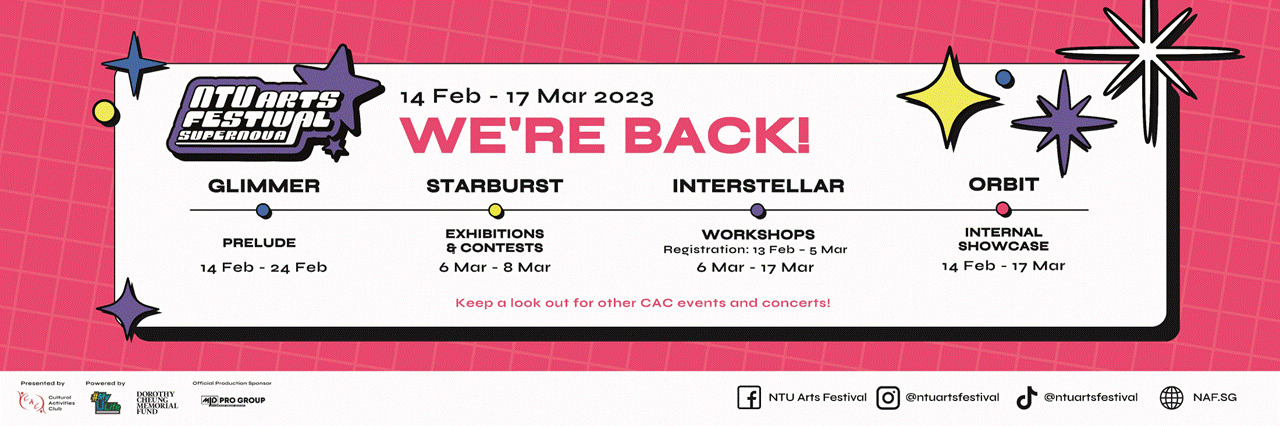 NTU ARTS
FESTIVAL
SUPERNOVA
14 Feb - 17 Mar 2023
WE'RE BACK!
GLIMMER
PRELUDE
14 Feb - 24 Feb
STARBURST
EXHIBITIONS
& CONTESTS
6 Mar - 8 Mar
INTERSTELLAR
WORKSHOPS
Registration: 13 Feb - 5 Mar
6 Mar - 17 Mar
ORBIT
INTERNAL
SHOWCASE
14 Feb - 17 Mar
Keep a look out for other CAC events and concerts!
Presented by
Cultural
Activities
Club
Powered by
DOROTHY
CHEUNG
MEMORIAL
FUND
Official Production Sponsor
PRO GROUP
NTU Arts Festival
@ntuartsfestival
@ntuartsfestival
NAF.SG